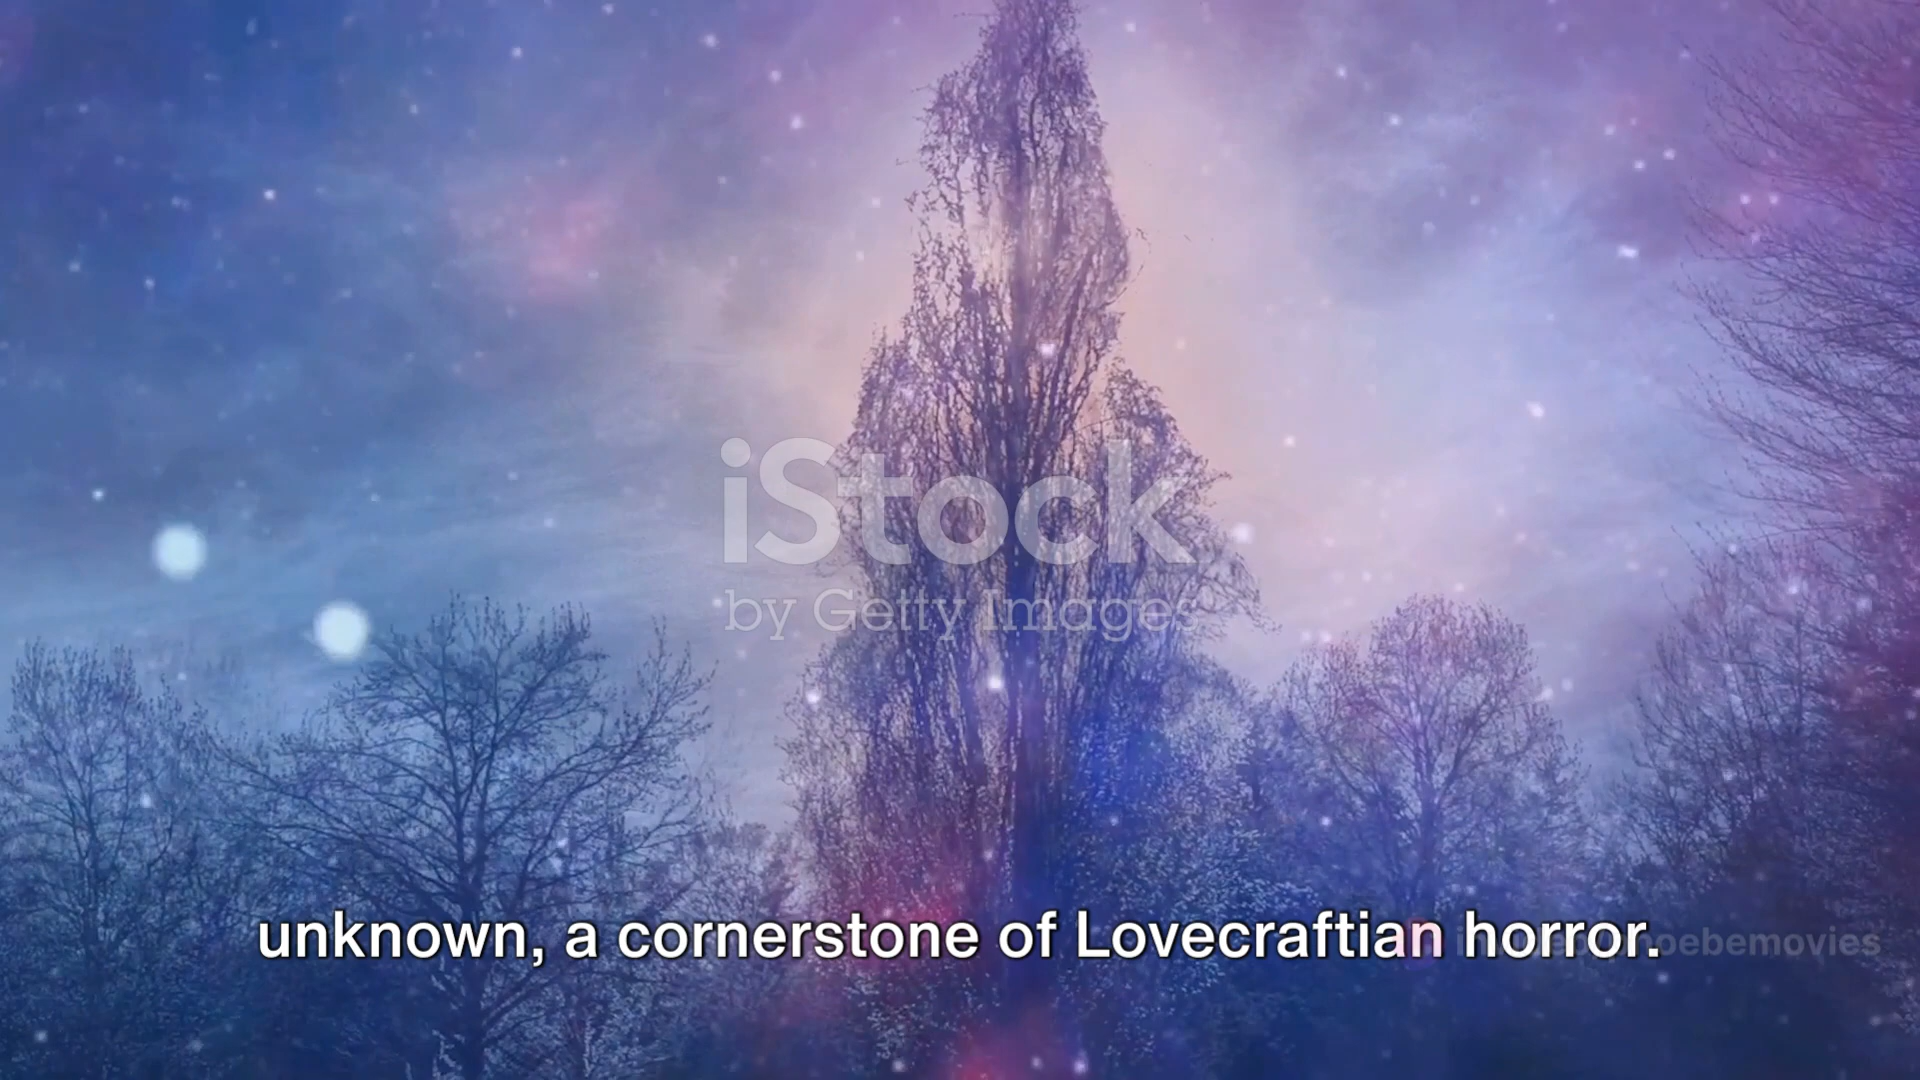 iStock
by Getty Images
unknown, a cornerstone of Lovecraftian horror.